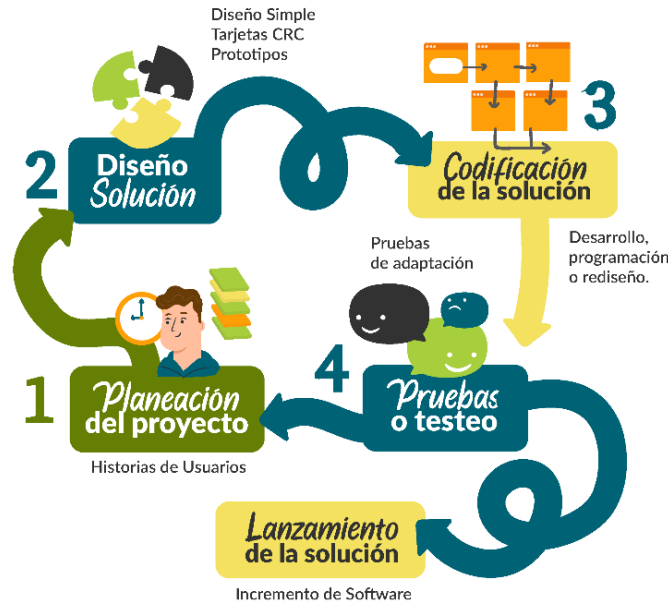 Diseño Simple
Tarjetas CRC
Prototipos
2
Diseño
Solución
3
Codificación
de la solución
Desarrollo,
programación
o rediseño.
Pruebas
de adaptación
1
Planeación
del proyecto
Historias de Usuarios
4
Pruebas
o testeo
Lanzamiento
de la solución
Incremento de Software